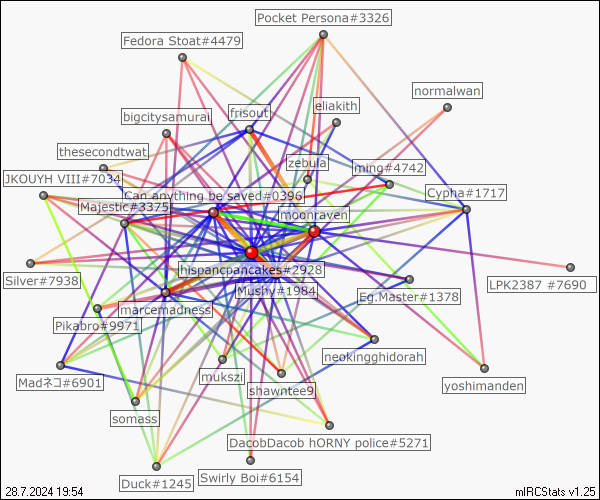 Pocket Persona#3326
Fedora Stoat#4479
normalwan
eliakith
bigcitysamurai
frisout
thesecondtwat
zebua
ming#4742
JKOUYH VIII#7034
Can anything be saved#0396
Cypha#1717
Majestic#3375
moonraven
hispanicpancakes#2928
Silver#7938
LPK2387 #7690
Mushy#1984
Eg.Master#1378
marcemadness
Pikabro#9971
neokingghidorah
Madネコ#6901
mukszi
shawntee9
yoshimanden
somass
DacobDacob hORNY police#5271
Swirly Boi#6154
Duck#1245
28.7.2024 19:54
mIRCStats v1.25